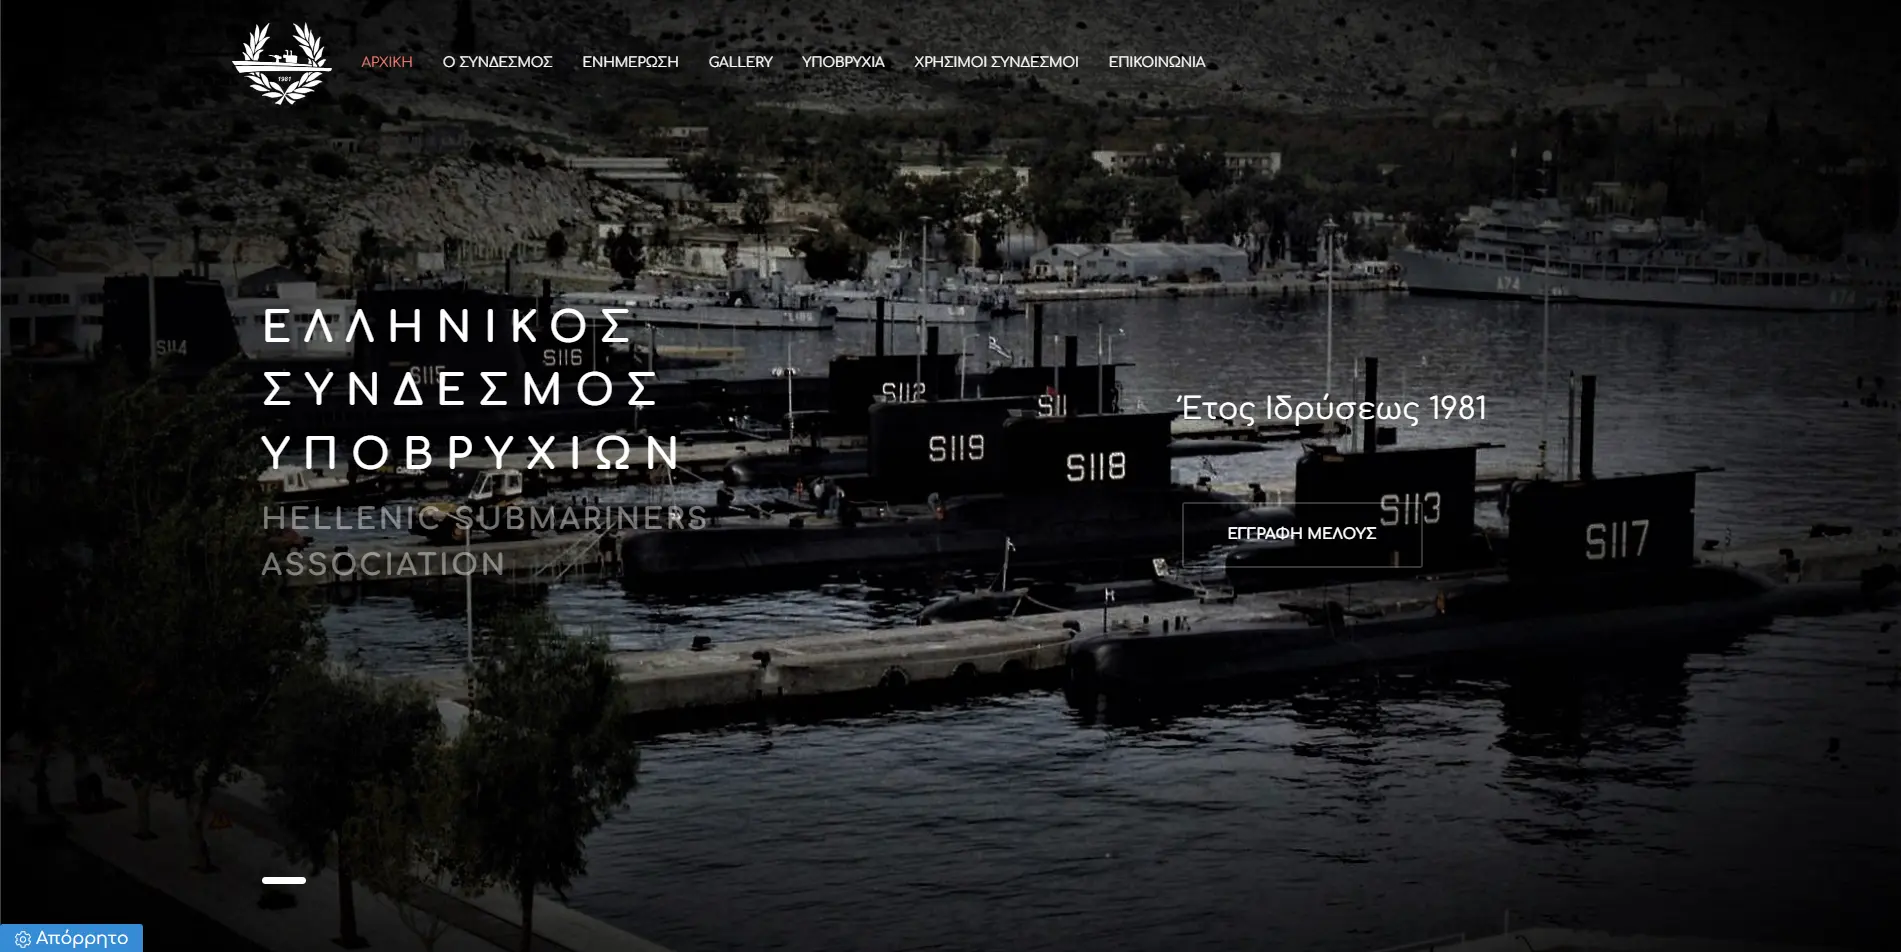 1981
ΑΡΧΙΚΗ Ο ΣΥΝΔΕΣΜΟΣ ΕΝΗΜΕΡΩΣΗ GALLERY ΥΠΟΒΡΥΧΙΑ ΧΡΗΣΙΜΟΙ ΣΥΝΔΕΣΜΟΙ ΕΠΙΚΟΙΝΩΝΙΑ
A74
ΕΛΛΗΝΙΚΟΣ
ΣΥΝΔΕΣΜΟΣ
ΥΠΟΒΡΥΧΙΩΝ
HELLENIC SUBMARINERS
ASSOCIATION
S114
S115
S116
S112
S11
S119
S118
S113
S117
Έτος Ιδρύσεως 1981
ΕΓΓΡΑΦΗ ΜΕΛΟΥΣ
Απόρρητο